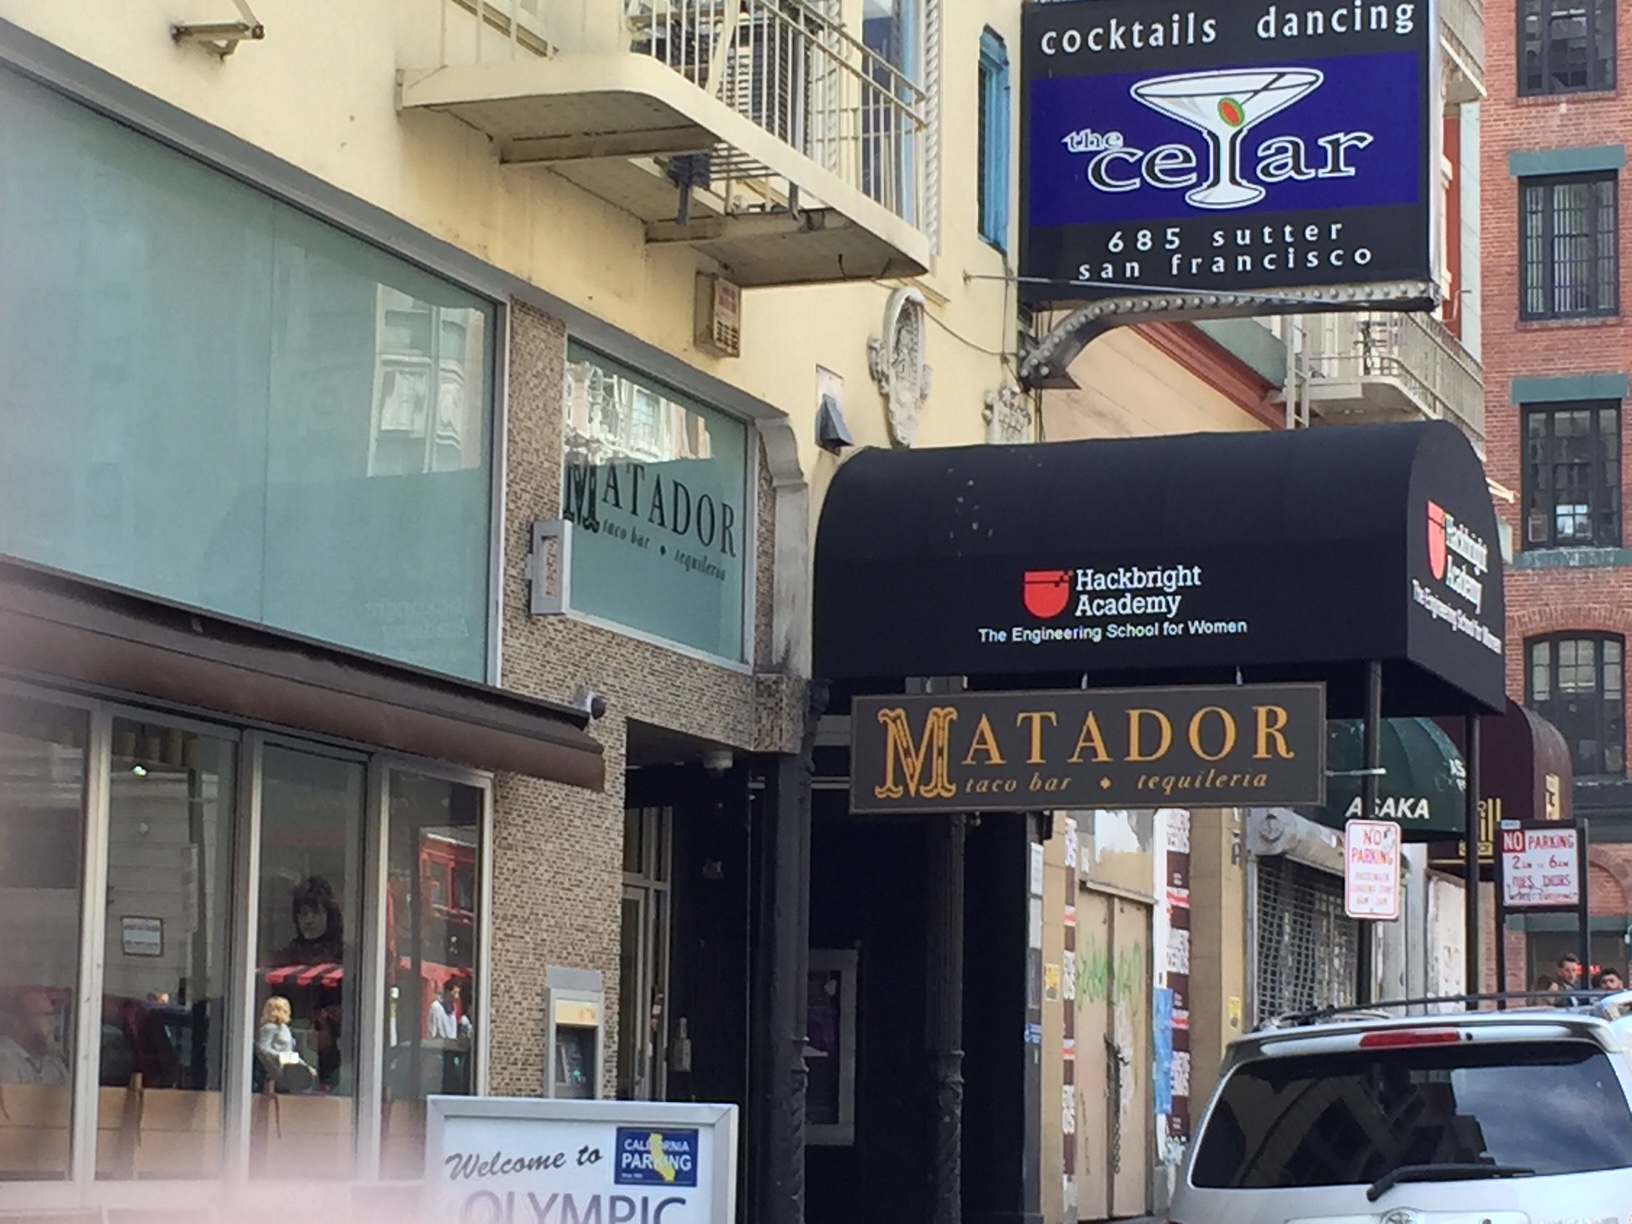 cocktails dancing
the cellar
685 sutter
san francisco
MATADOR
taco bar • tequileria
Hackbright
Academy
The Engineering School for Women
Hackbright
Academy
The Engineering School for Women
MATADOR
taco bar • tequileria
ASAKA
NO
PARKING
NO PARKING
2AM TO 6AM
TUES THURS
Welcome to
CALIFORNIA
PARKING
OLYMPIC